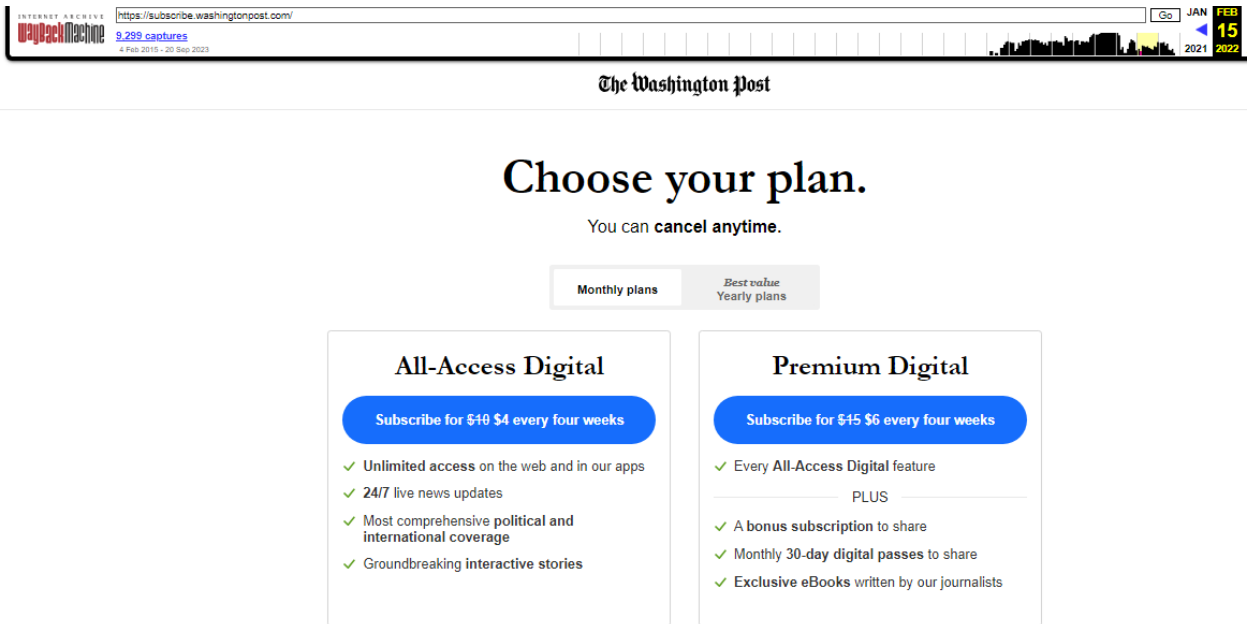 INTERNET ARCHIVE
WayBackMachine
https://subscribe.washingtonpost.com/
Go
JAN
FEB
9,299 captures
15
4 Feb 2015 - 20 Sep 2023
2021
2022
The Washington Post
Choose your plan.
You can cancel anytime.
Monthly plans
Best value
Yearly plans
All-Access Digital
Subscribe for $10 $4 every four weeks
Unlimited access on the web and in our apps
24/7 live news updates
Most comprehensive political and
international coverage
Groundbreaking interactive stories
Premium Digital
Subscribe for $15 $6 every four weeks
Every All-Access Digital feature
PLUS
A bonus subscription to share
Monthly 30-day digital passes to share
Exclusive eBooks written by our journalists